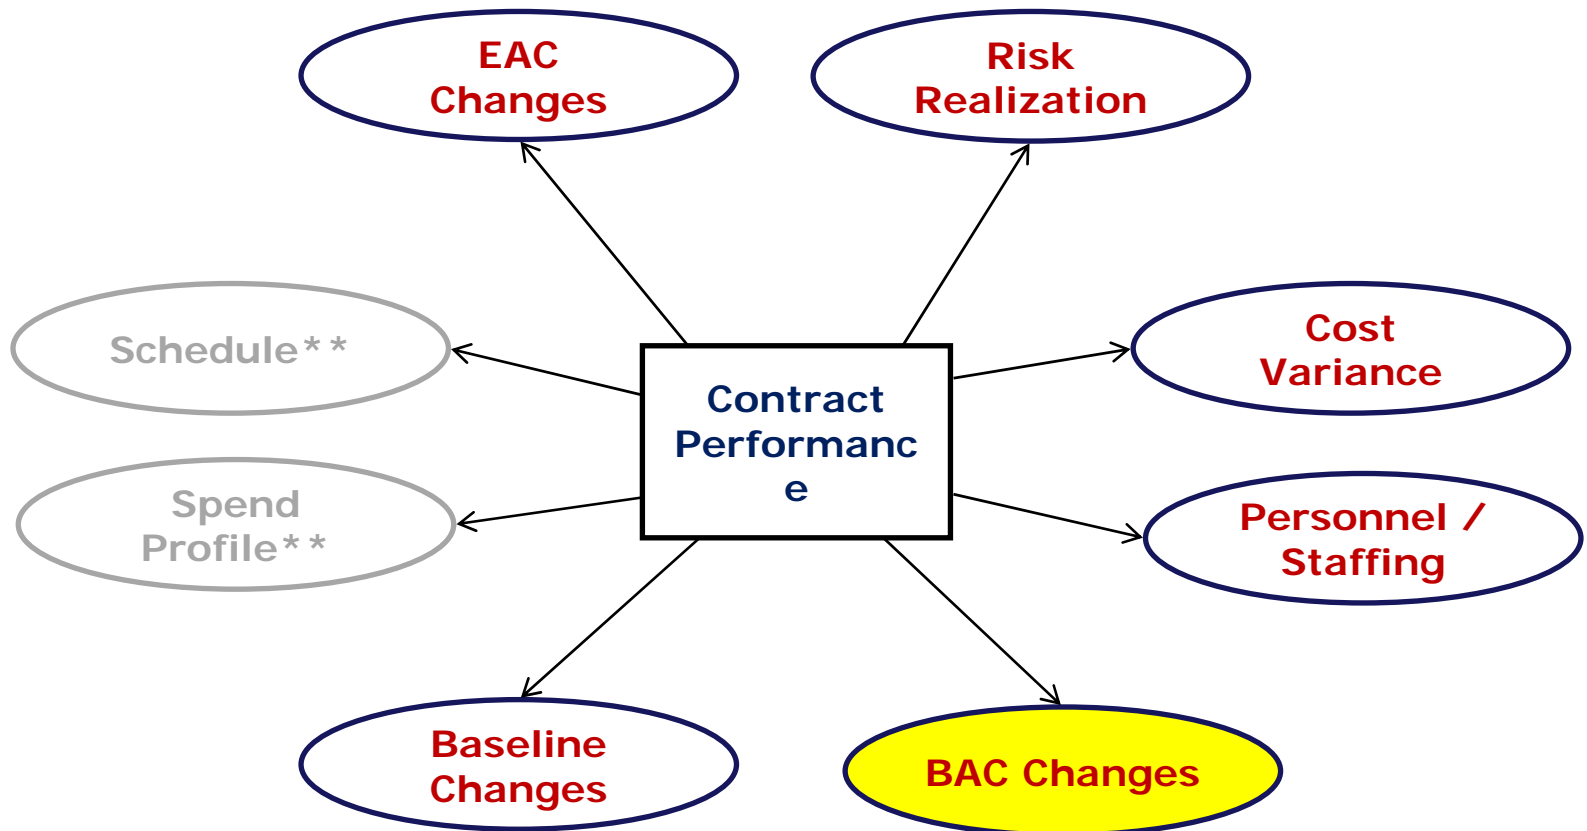 EAC
Changes
Risk
Realization
Schedule**
Cost
Variance
Contract
Performanc
e
Spend
Profile**
Personnel /
Staffing
Baseline
Changes
BAC Changes